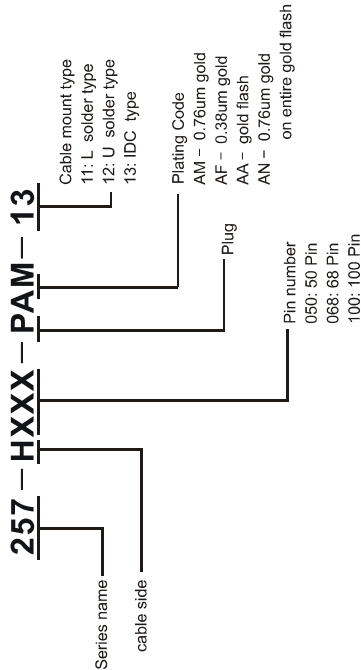 257 — HXXX — PAM — 13
Series name
cable side
Pin number
050: 50 Pin
068: 68 Pin
100: 100 Pin
Plug
Plating Code
AM – 0.76um gold
AF – 0.38um gold
AA – gold flash
AN – 0.76um gold
on entire gold flash
Cable mount type
11: L solder type
12: U solder type
13: IDC type